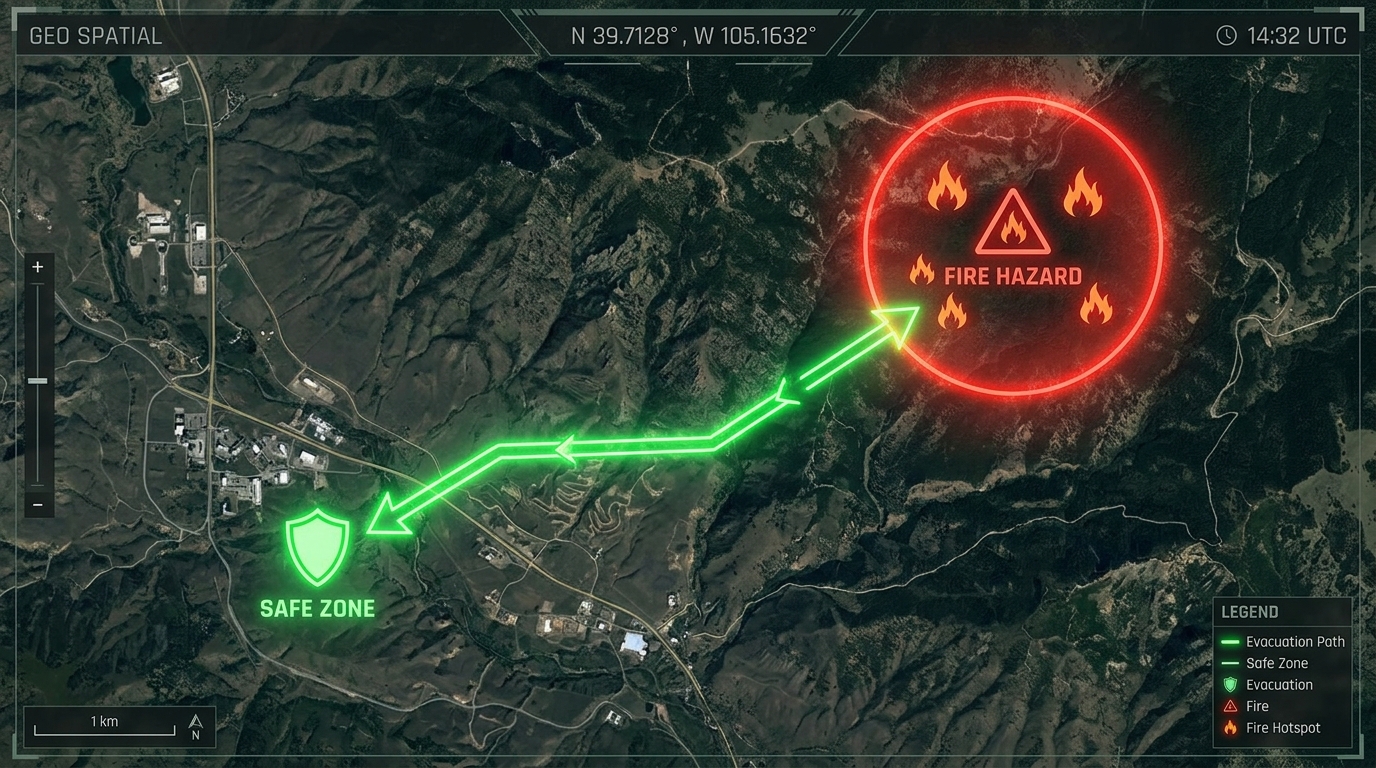 GEO SPATIAL
N 39.7128°, W 105.1632°
14:32 UTC
FIRE HAZARD
+
−
SAFE ZONE
1 km
N
LEGEND
Evacuation Path
Safe Zone
Evacuation
Fire
Fire Hotspot